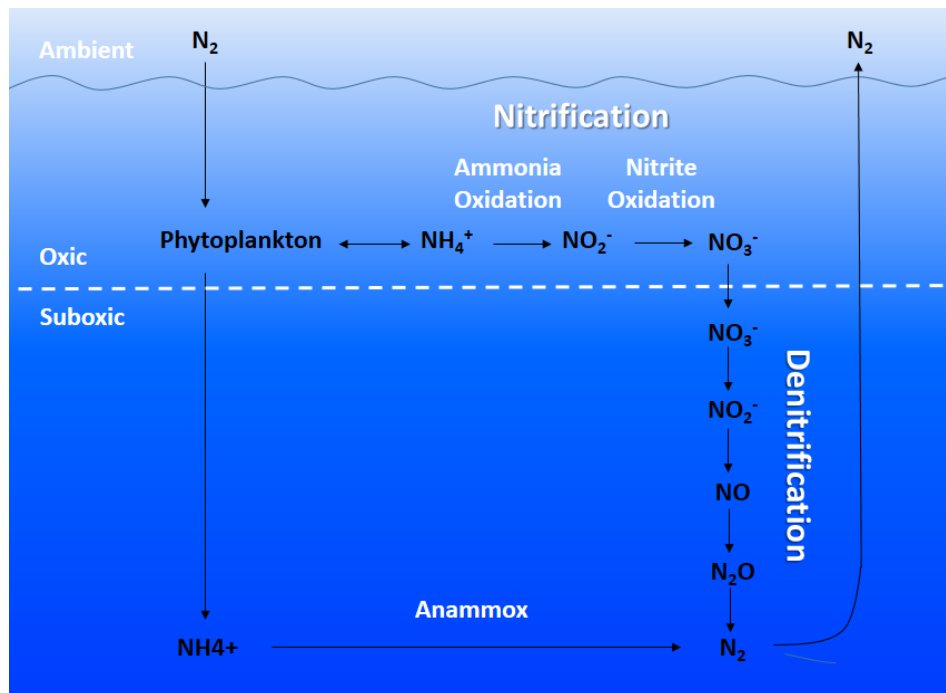 Ambient
N₂
N₂
Nitrification
Ammonia
Oxidation
Nitrite
Oxidation
Phytoplankton
NH₄⁺
NO₂⁻
NO₃⁻
Oxic
Suboxic
NO₃⁻
NO₂⁻
NO
N₂O
Denitrification
Anammox
NH4+
N₂